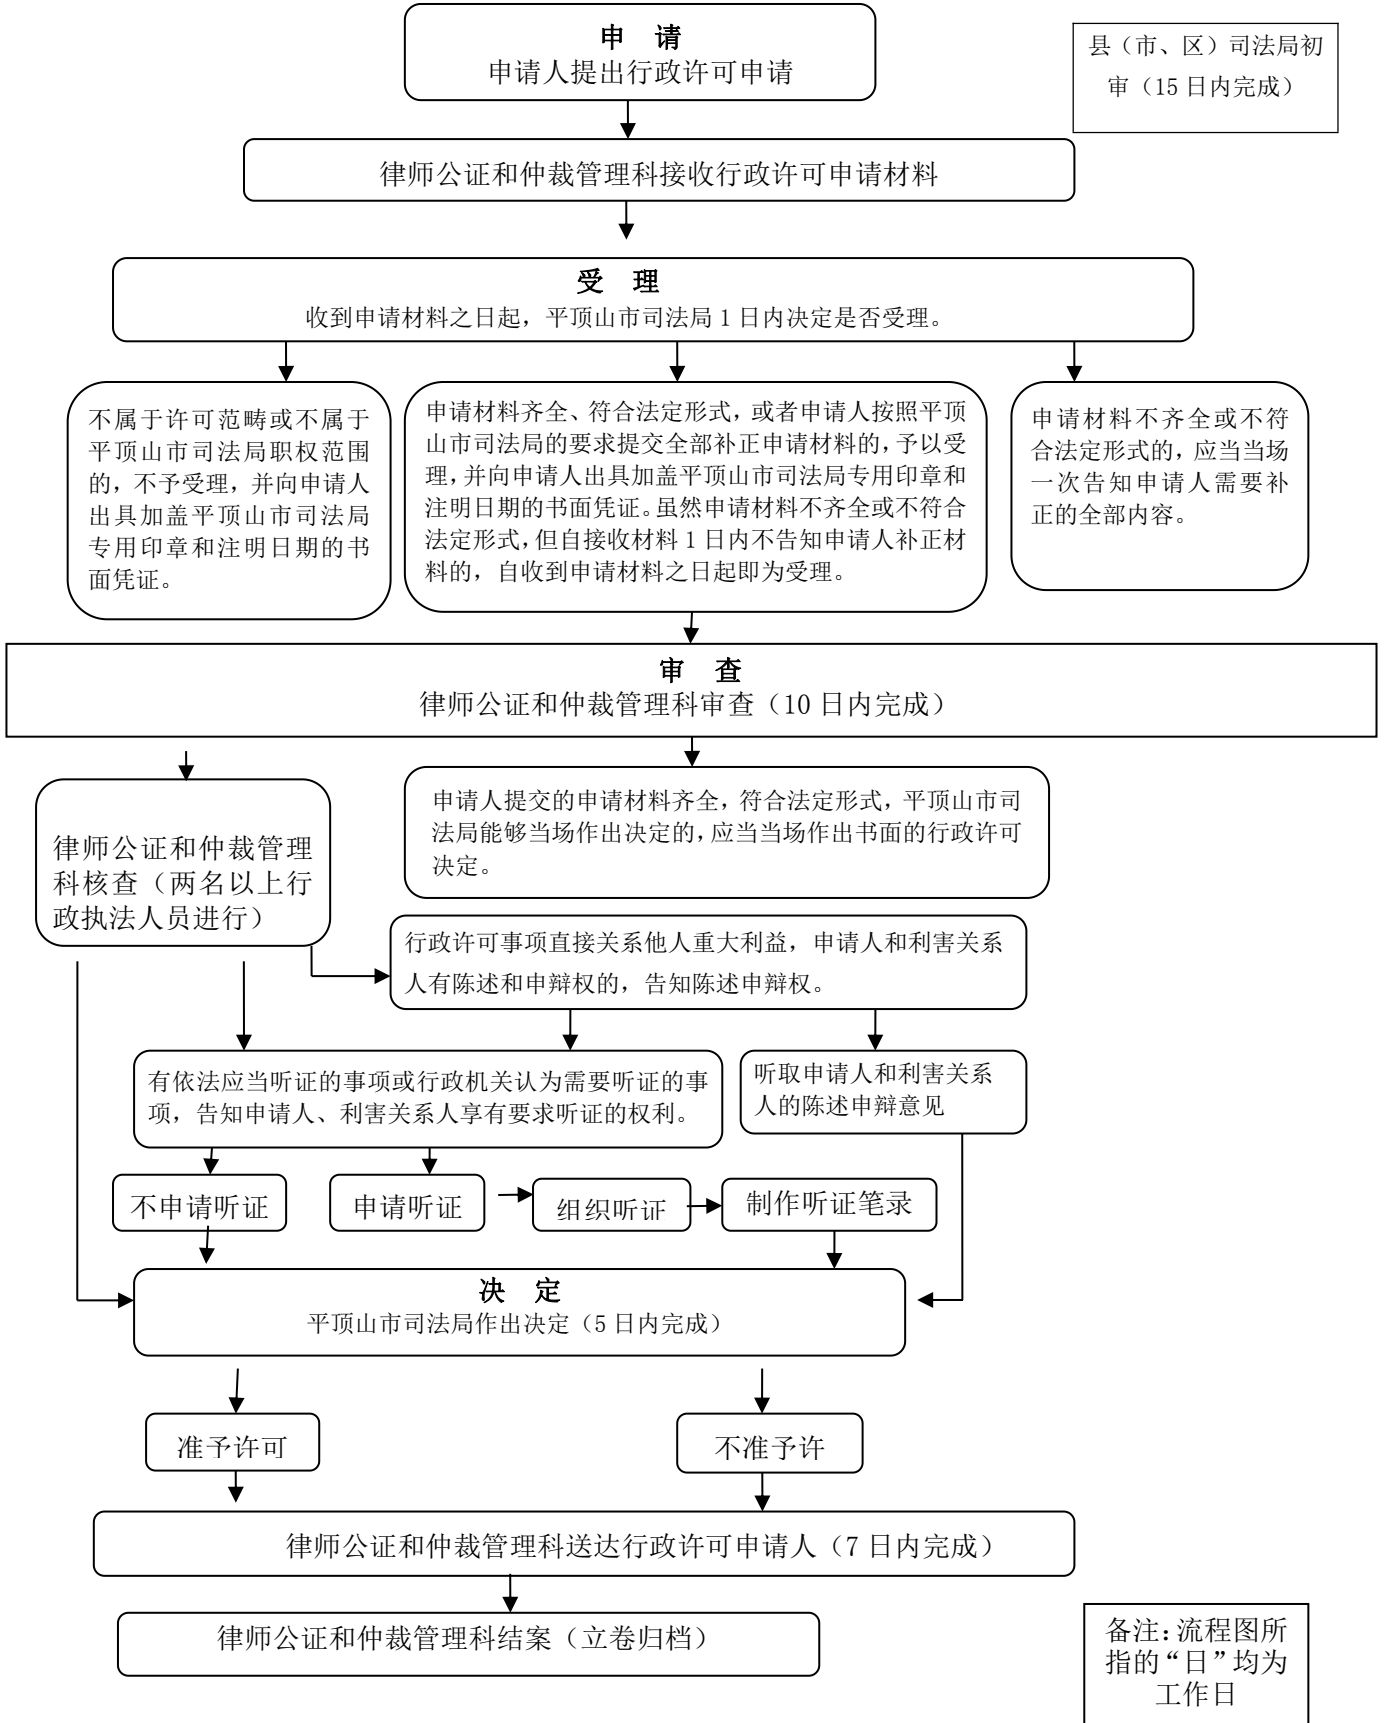 申 请
申请人提出行政许可申请
县（市、区）司法局初
审（15日内完成）
律师公证和仲裁管理科接收行政许可申请材料
受 理
收到申请材料之日起，平顶山市司法局1日内决定是否受理。
不属于许可范畴或不属于
平顶山市司法局职权范围
的，不予受理，并向申请人
出具加盖平顶山市司法局
专用印章和注明日期的书
面凭证。
申请材料齐全、符合法定形式，或者申请人按照平顶
山市司法局的要求提交全部补正申请材料的，予以受
理，并向申请人出具加盖平顶山市司法局专用印章和
注明日期的书面凭证。虽然申请材料不齐全或不符合
法定形式，但自接收材料1日内不告知申请人补正材
料的，自收到申请材料之日起即为受理。
申请材料不齐全或不符
合法定形式的，应当当场
一次告知申请人需要补
正的全部内容。
审 查
律师公证和仲裁管理科审查（10日内完成）
律师公证和仲裁管理
科核查（两名以上行
政执法人员进行）
申请人提交的申请材料齐全，符合法定形式，平顶山市司
法局能够当场作出决定的，应当当场作出书面的行政许可
决定。
行政许可事项直接关系他人重大利益，申请人和利害关系
人有陈述和申辩权的，告知陈述申辩权。
有依法应当听证的事项或行政机关认为需要听证的事
项，告知申请人、利害关系人享有要求听证的权利。
听取申请人和利害关系
人的陈述申辩意见
不申请听证
申请听证
组织听证
制作听证笔录
决 定
平顶山市司法局作出决定（5日内完成）
准予许可
不准予许
律师公证和仲裁管理科送达行政许可申请人（7日内完成）
律师公证和仲裁管理科结案（立卷归档）
备注：流程图所
指的“日”均为
工作日